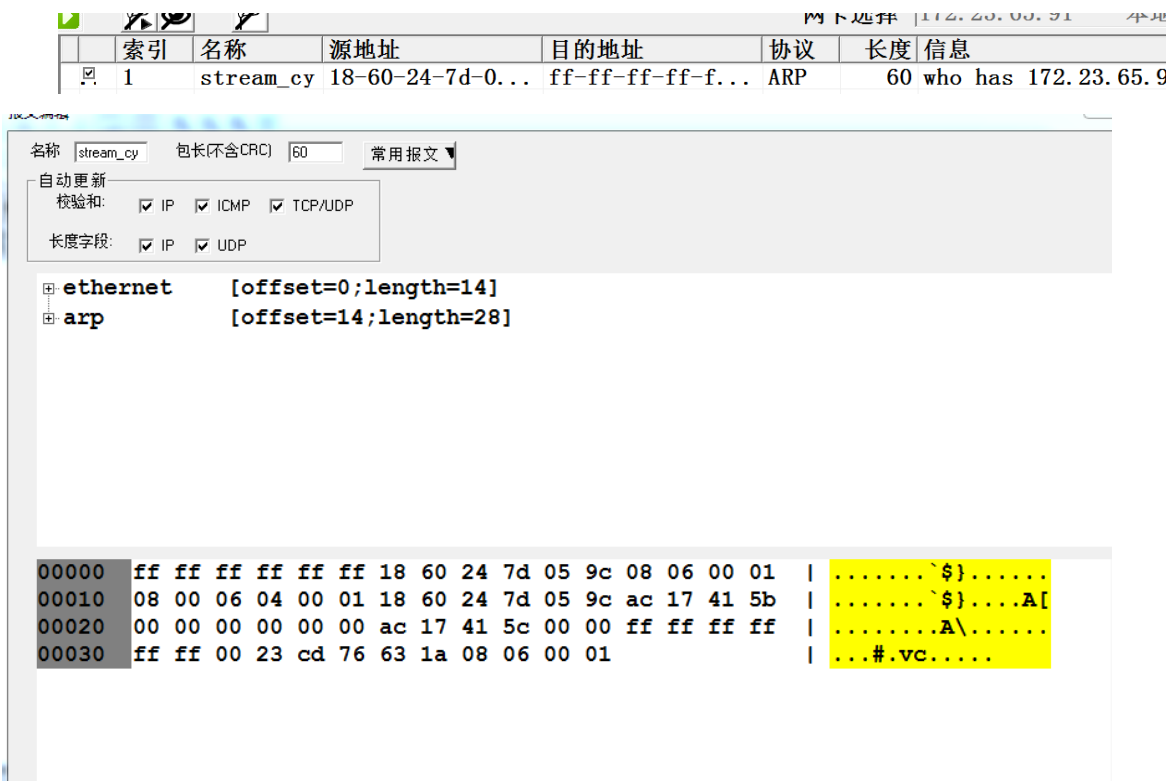 网卡选择 172.23.65.91 本地
索引 名称 源地址 目的地址 协议 长度 信息
1 stream_cy 18-60-24-7d-0... ff-ff-ff-ff-f... ARP 60 who has 172.23.65.9
报文编辑
名称 stream_cy 包长(不含CRC) 60 常用报文
自动更新
校验和: IP ICMP TCP/UDP
长度字段: IP UDP
ethernet [offset=0;length=14]
arp [offset=14;length=28]
00000 ff ff ff ff ff ff 18 60 24 7d 05 9c 08 06 00 01 | .......`$}......
00010 08 00 06 04 00 01 18 60 24 7d 05 9c ac 17 41 5b | .......`$}....A[
00020 00 00 00 00 00 00 ac 17 41 5c 00 00 ff ff ff ff | ........A\......
00030 ff ff 00 23 cd 76 63 1a 08 06 00 01 | ...#.vc.....